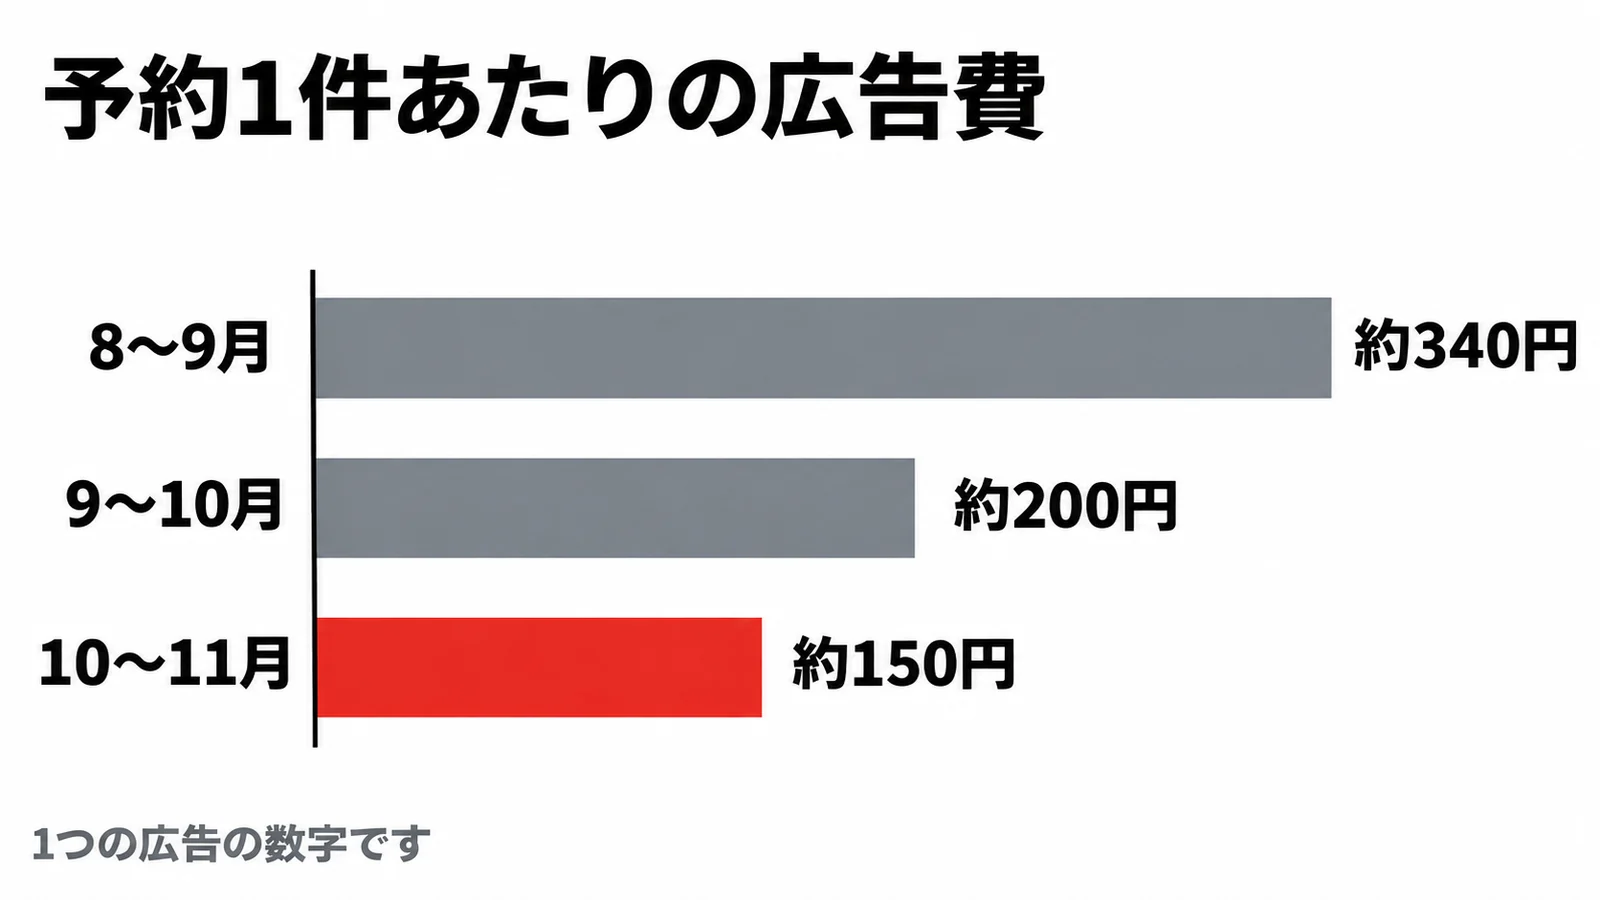 予約1件あたりの広告費
8〜9月
約340円
9〜10月
約200円
10〜11月
約150円
1つの広告の数字です